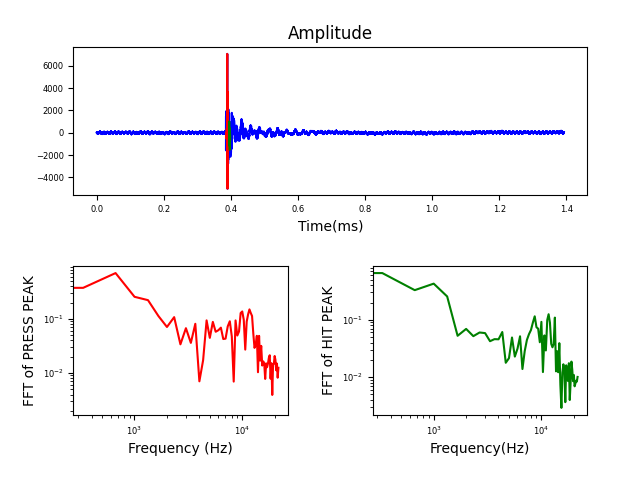 Amplitude
6000
4000
2000
0
−2000
−4000
0.0 0.2 0.4 0.6 0.8 1.0 1.2 1.4
Time(ms)
FFT of PRESS PEAK
10⁻¹
10⁻²
10³ 10⁴
Frequency (Hz)
FFT of HIT PEAK
10⁻¹
10⁻²
10³ 10⁴
Frequency(Hz)